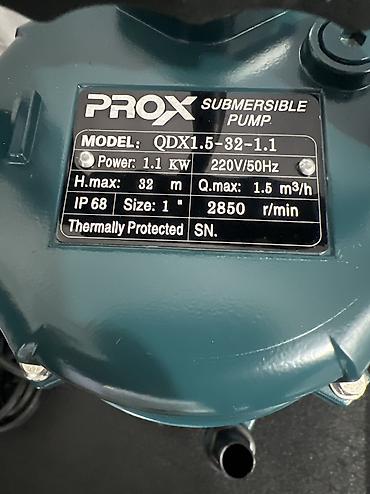 PROX SUBMERSIBLE PUMP
MODEL: QDX1.5-32-1.1
Power: 1.1 KW 220V/50Hz
H.max: 32 m Q.max: 1.5 m³/h
IP 68 Size: 1 " 2850 r/min
Thermally Protected SN.